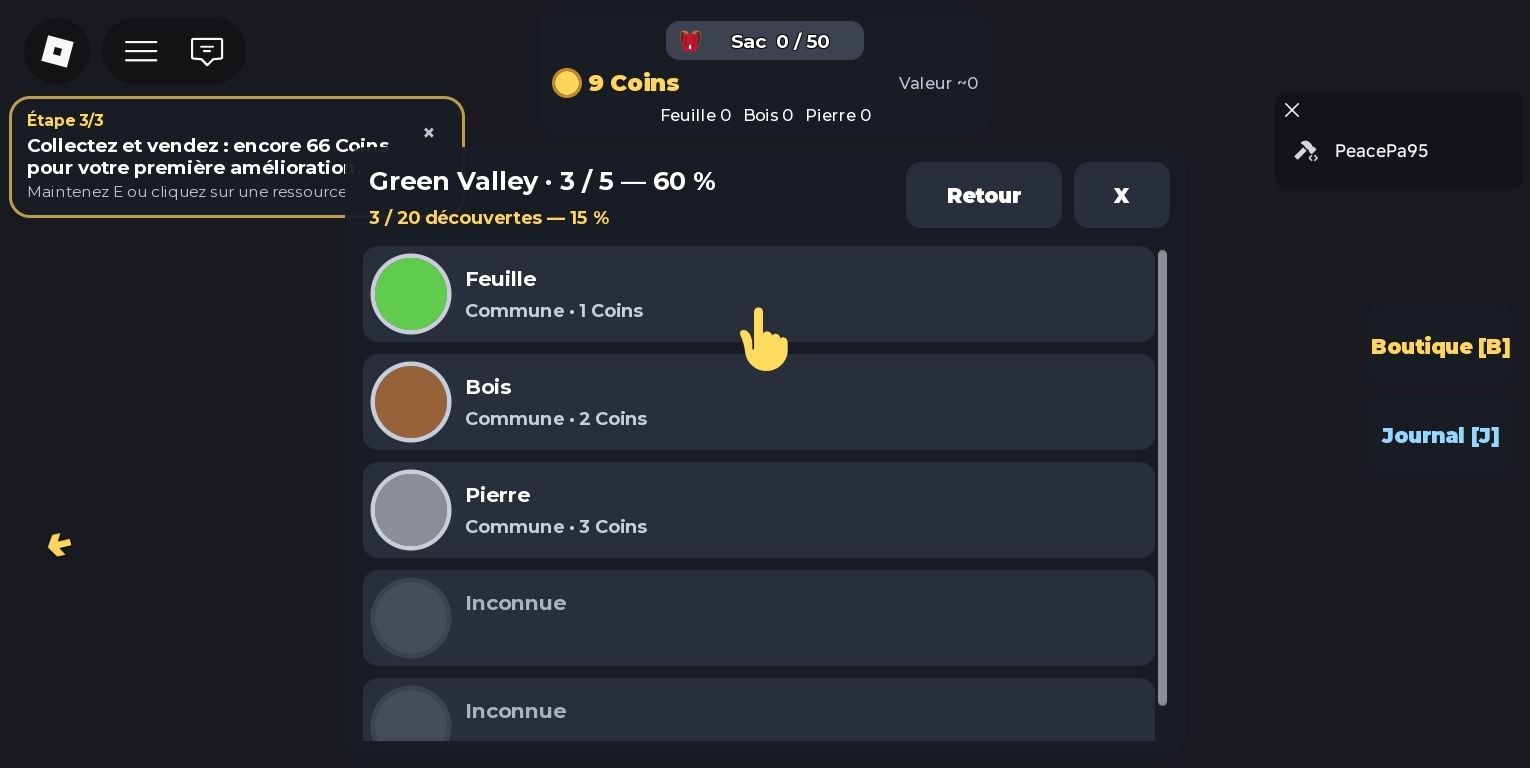 Sac 0 / 50
9 Coins
Valeur ~0
Feuille 0 Bois 0 Pierre 0
Étape 3/3
×
Collectez et vendez : encore 66 Coins
pour votre première amélioration.
Maintenez E ou cliquez sur une ressource
PeacePa95
Green Valley · 3 / 5 — 60 %
3 / 20 découvertes — 15 %
Retour
X
Feuille
Commune · 1 Coins
Bois
Commune · 2 Coins
Pierre
Commune · 3 Coins
Inconnue
Inconnue
Boutique [B]
Journal [J]